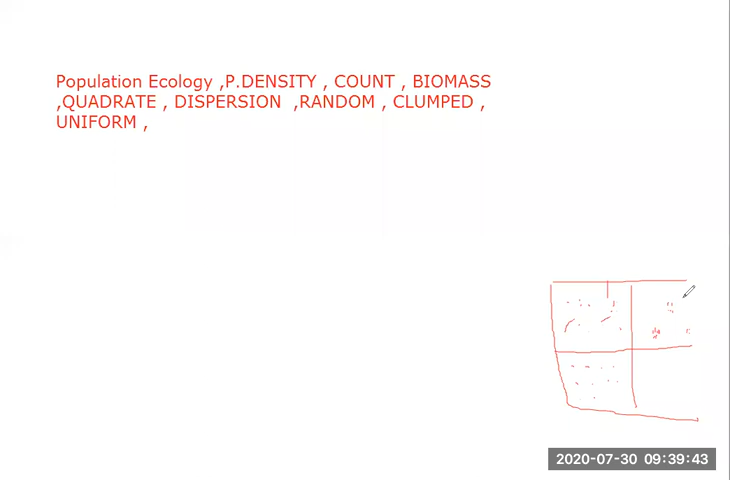 Population Ecology ,P.DENSITY , COUNT , BIOMASS
,QUADRATE , DISPERSION ,RANDOM , CLUMPED ,
UNIFORM ,
2020-07-30 09:39:43